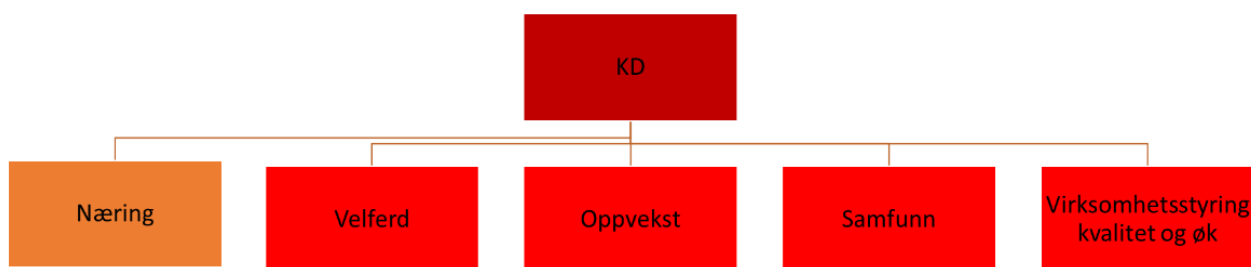 KD
Næring
Velferd
Oppvekst
Samfunn
Virksomhetsstyring
kvalitet og øk